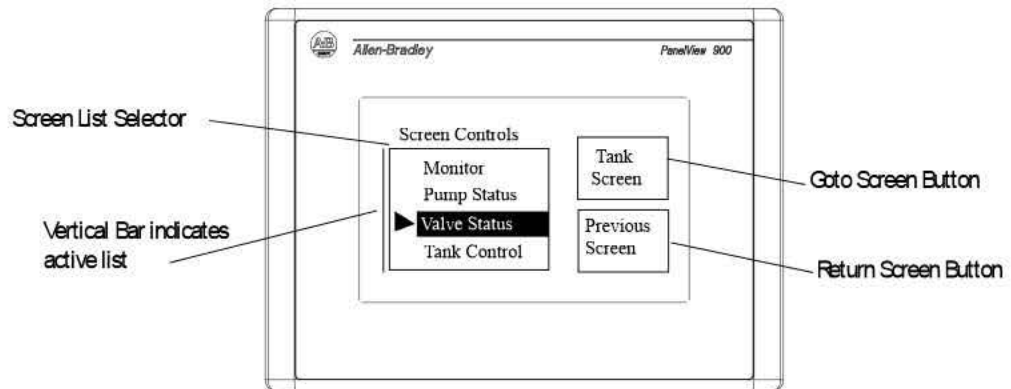 A·B
Allen-Bradley
PanelView 900
Screen List Selector
Screen Controls
Monitor
Pump Status
Valve Status
Tank Control
Tank
Screen
Goto Screen Button
Vertical Bar indicates
active list
Previous
Screen
Return Screen Button